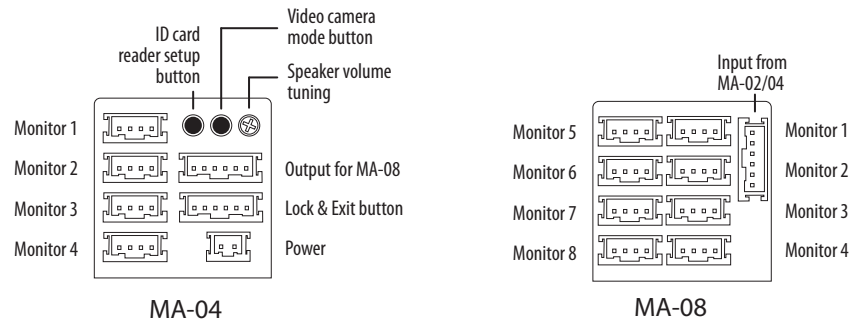 ID card
reader setup
button
Video camera
mode button
Speaker volume
tuning
Monitor 1
Monitor 2
Output for MA-08
Monitor 3
Lock & Exit button
Monitor 4
Power
MA-04
Input from
MA-02/04
Monitor 5
Monitor 1
Monitor 6
Monitor 2
Monitor 7
Monitor 3
Monitor 8
Monitor 4
MA-08